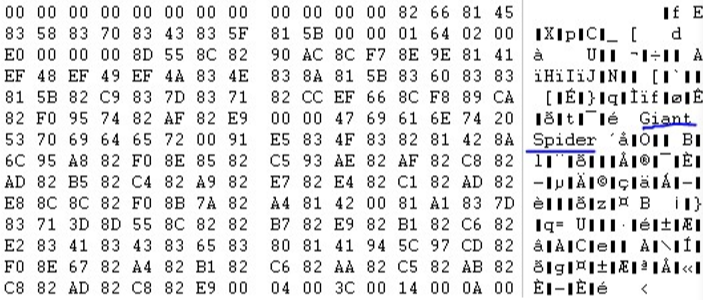 00 00 00 00 00 00 00 00 00 00 00 00 82 66 81 45 f E
83 58 83 70 83 43 83 5F 81 5B 00 00 01 64 02 00 X p C _ [ d
E0 00 00 00 8D 55 8C 82 90 AC 8C F7 8E 9E 81 41 à U ¬ ÷ A
EF 48 EF 49 EF 4A 83 4E 83 8A 81 5B 83 60 83 83 ïHïIïJ N [ `
81 5B 82 C9 83 7D 83 71 82 CC EF 66 8C F8 89 CA [ É } q Ìïf ø Ê
82 F0 95 74 82 AF 82 E9 00 00 47 69 61 6E 74 20 ð t ¯ é Giant
53 70 69 64 65 72 00 91 E5 83 4F 83 82 81 42 8A Spider å O B
6C 95 A8 82 F0 8E 85 82 C5 93 AE 82 AF 82 C8 82 l ¨ ð Å ® ¯ È
AD 82 B5 82 C4 82 A9 82 E7 82 E4 82 C1 82 AD 82 - µ Ä © ç ä Á -
E8 8C 8C 82 F0 8B 7A 82 A4 81 42 00 81 A1 83 7D è ð z ¤ B ¡ }
83 71 3D 8D 55 8C 82 82 B7 82 E9 82 B1 82 C6 82 q= U · é ± Æ
E2 83 41 83 43 83 65 83 80 81 41 94 5C 97 CD 82 â A C e A \ Í
F0 8E 67 82 A4 82 B1 82 C6 82 AA 82 C5 82 AB 82 ð g ¤ ± Æ ª Å «
C8 82 AD 82 C8 82 E9 00 04 00 3C 00 14 00 0A 00 È - È é <